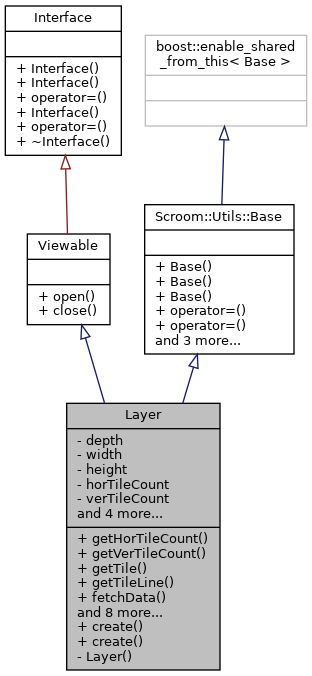 Interface
+ Interface()
+ Interface()
+ operator=()
+ Interface()
+ operator=()
+ ~Interface()
boost::enable_shared
_from_this< Base >
Viewable
+ open()
+ close()
Scroom::Utils::Base
+ Base()
+ Base()
+ Base()
+ operator=()
+ operator=()
and 3 more...
Layer
- depth
- width
- height
- horTileCount
- verTileCount
and 4 more...
+ getHorTileCount()
+ getVerTileCount()
+ getTile()
+ getTileLine()
+ fetchData()
and 8 more...
+ create()
+ create()
- Layer()